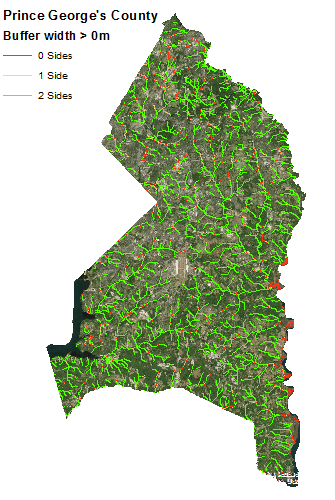 Prince George's County
Buffer width > 0m
0 Sides
1 Side
2 Sides